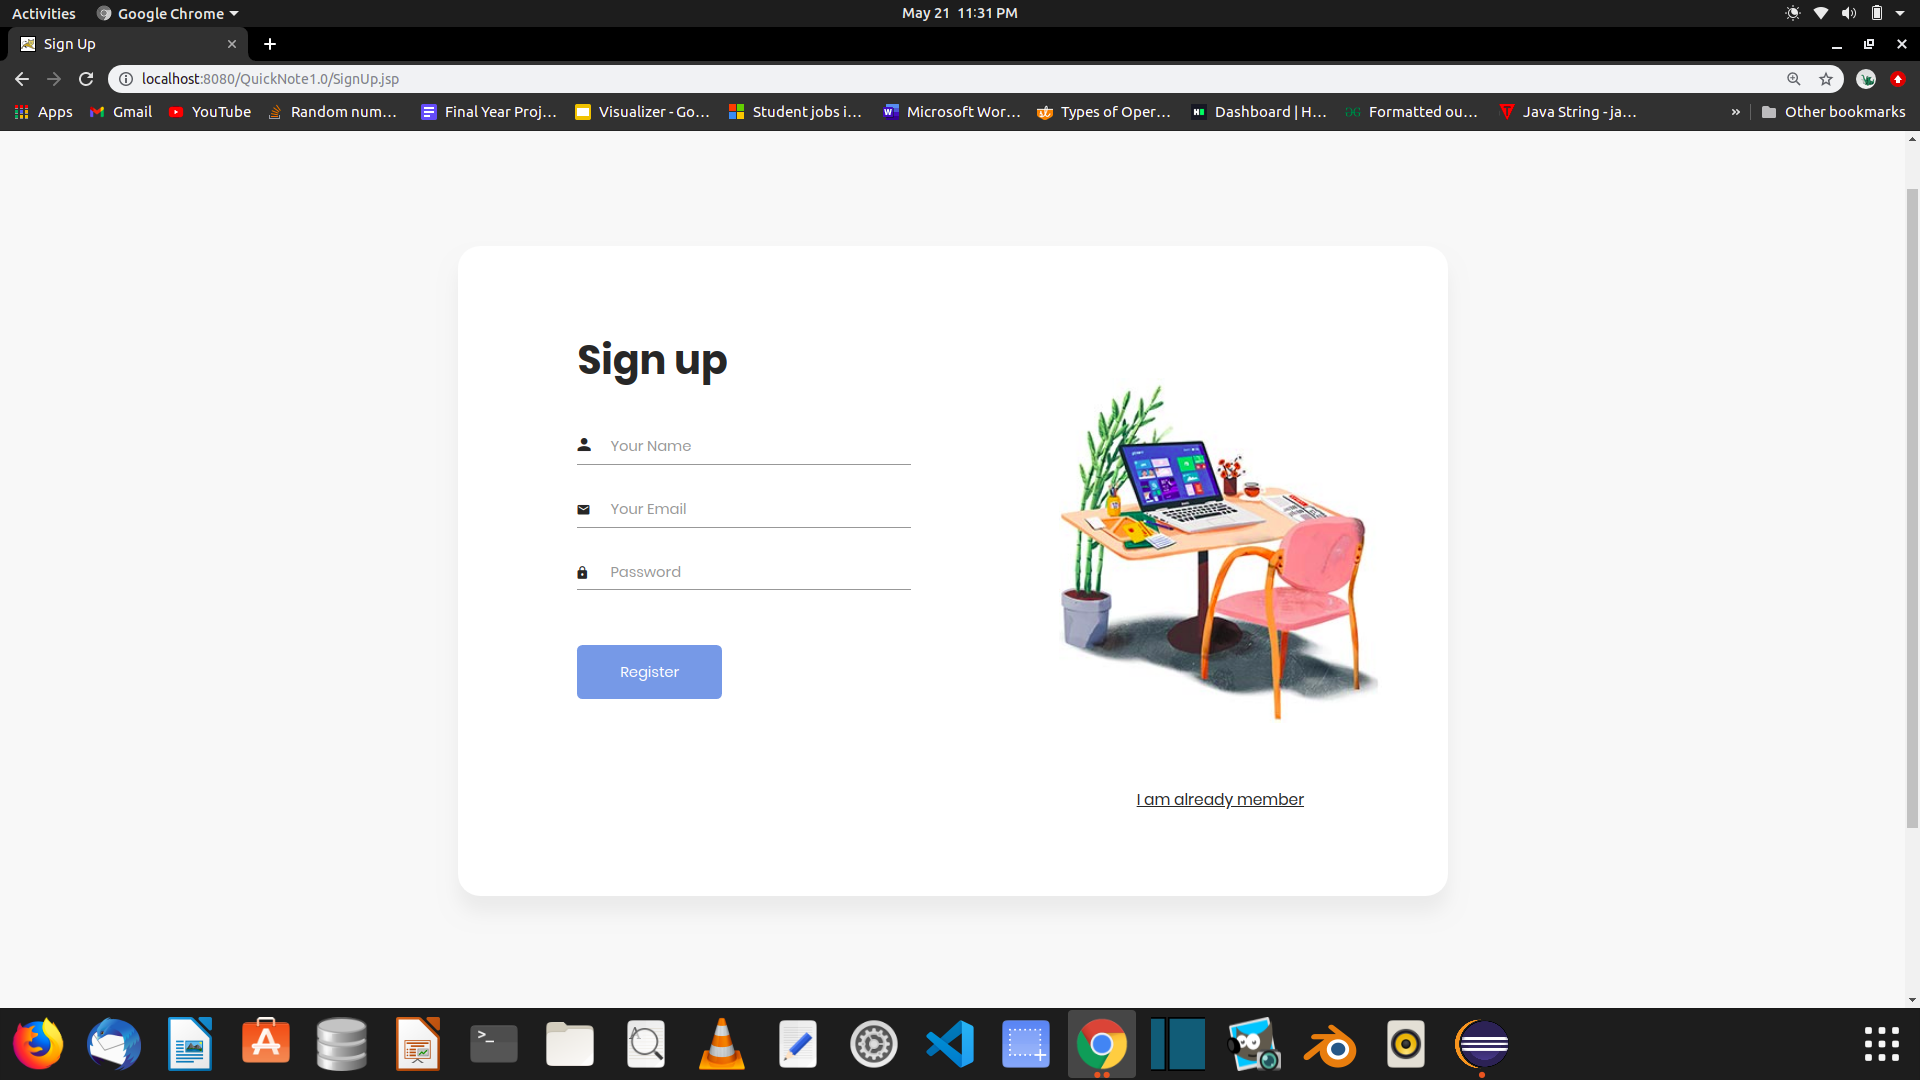 Activities Google Chrome May 21 11:31 PM
Sign Up
localhost:8080/QuickNote1.0/SignUp.jsp
Apps Gmail YouTube Random num... Final Year Proj... Visualizer - Go... Student jobs i... Microsoft Wor... Types of Oper... Dashboard | H... Formatted ou... Java String - ja... » Other bookmarks
Sign up
Your Name
Your Email
Password
Register
I am already member